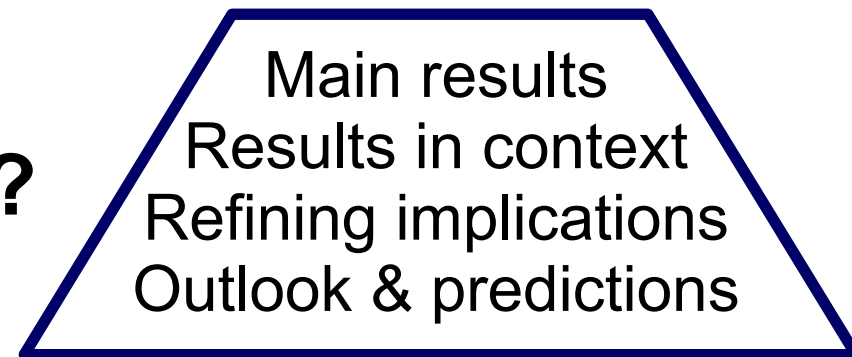 Main results
Results in context
?
Refining implications
Outlook & predictions